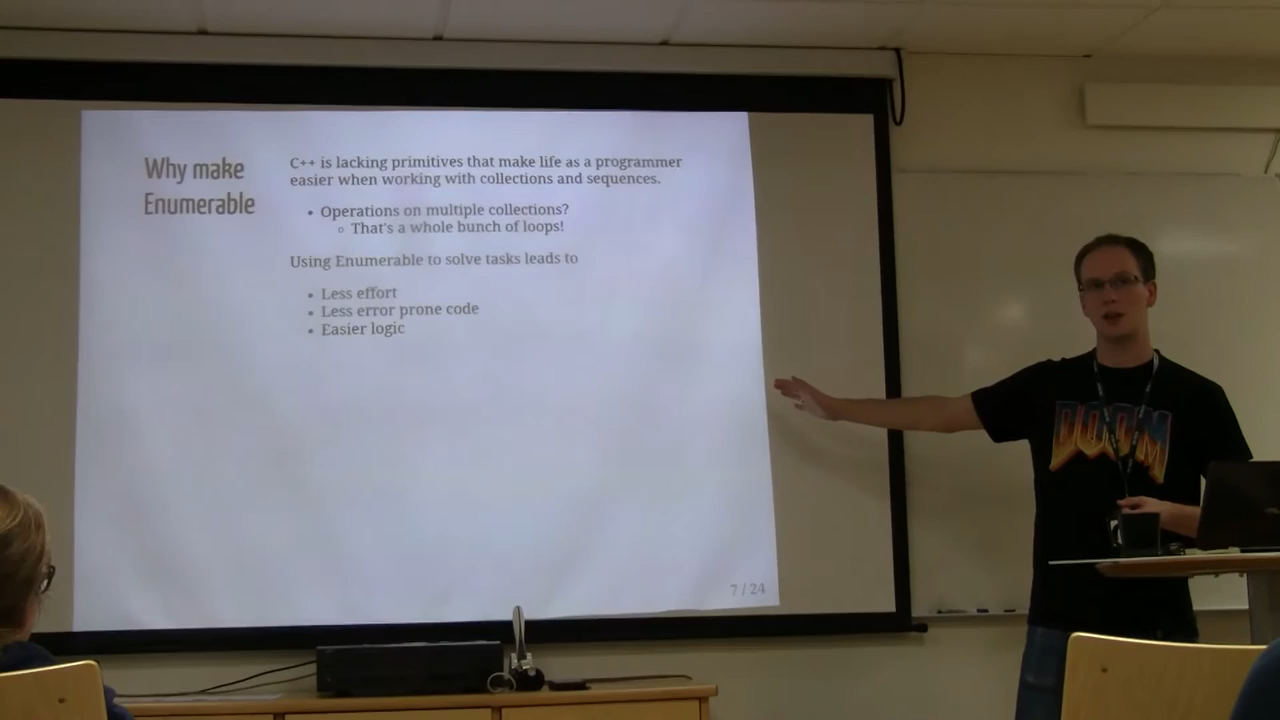 Why make
Enumerable
C++ is lacking primitives that make life as a programmer
easier when working with collections and sequences.
• Operations on multiple collections?
○ That's a whole bunch of loops!
Using Enumerable to solve tasks leads to
• Less effort
• Less error prone code
• Easier logic
7 / 24
DOOM